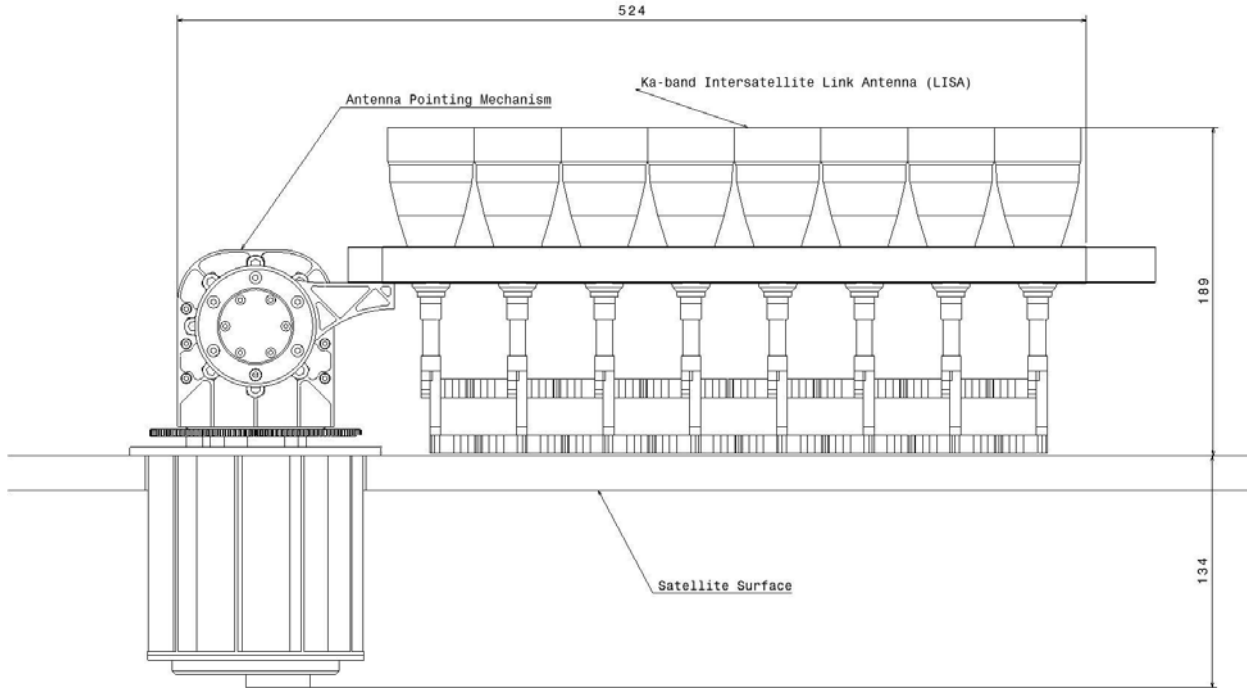 524
Ka-band Intersatellite Link Antenna (LISA)
Antenna Pointing Mechanism
189
134
Satellite Surface